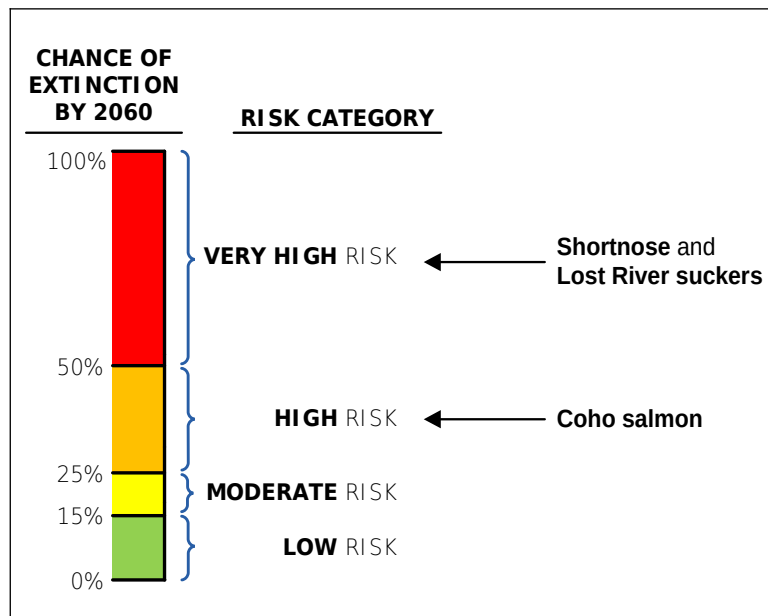 CHANCE OF
EXTINCTION
BY 2060
RISK CATEGORY
100%
VERY HIGH RISK
Shortnose and
Lost River suckers
50%
HIGH RISK
Coho salmon
25%
MODERATE RISK
15%
LOW RISK
0%